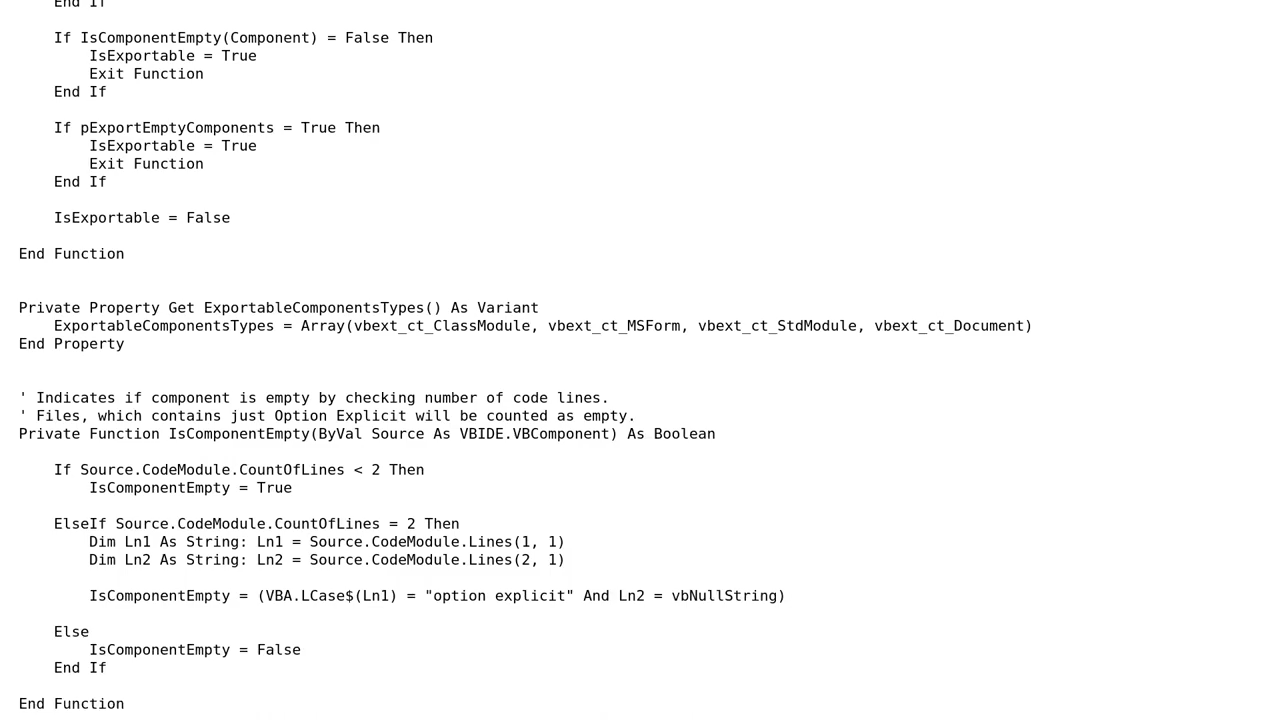 End If

    If IsComponentEmpty(Component) = False Then
        IsExportable = True
        Exit Function
    End If

    If pExportEmptyComponents = True Then
        IsExportable = True
        Exit Function
    End If

    IsExportable = False

End Function


Private Property Get ExportableComponentsTypes() As Variant
    ExportableComponentsTypes = Array(vbext_ct_ClassModule, vbext_ct_MSForm, vbext_ct_StdModule, vbext_ct_Document)
End Property


' Indicates if component is empty by checking number of code lines.
' Files, which contains just Option Explicit will be counted as empty.
Private Function IsComponentEmpty(ByVal Source As VBIDE.VBComponent) As Boolean

    If Source.CodeModule.CountOfLines < 2 Then
        IsComponentEmpty = True

    ElseIf Source.CodeModule.CountOfLines = 2 Then
        Dim Ln1 As String: Ln1 = Source.CodeModule.Lines(1, 1)
        Dim Ln2 As String: Ln2 = Source.CodeModule.Lines(2, 1)

        IsComponentEmpty = (VBA.LCase$(Ln1) = "option explicit" And Ln2 = vbNullString)

    Else
        IsComponentEmpty = False
    End If

End Function